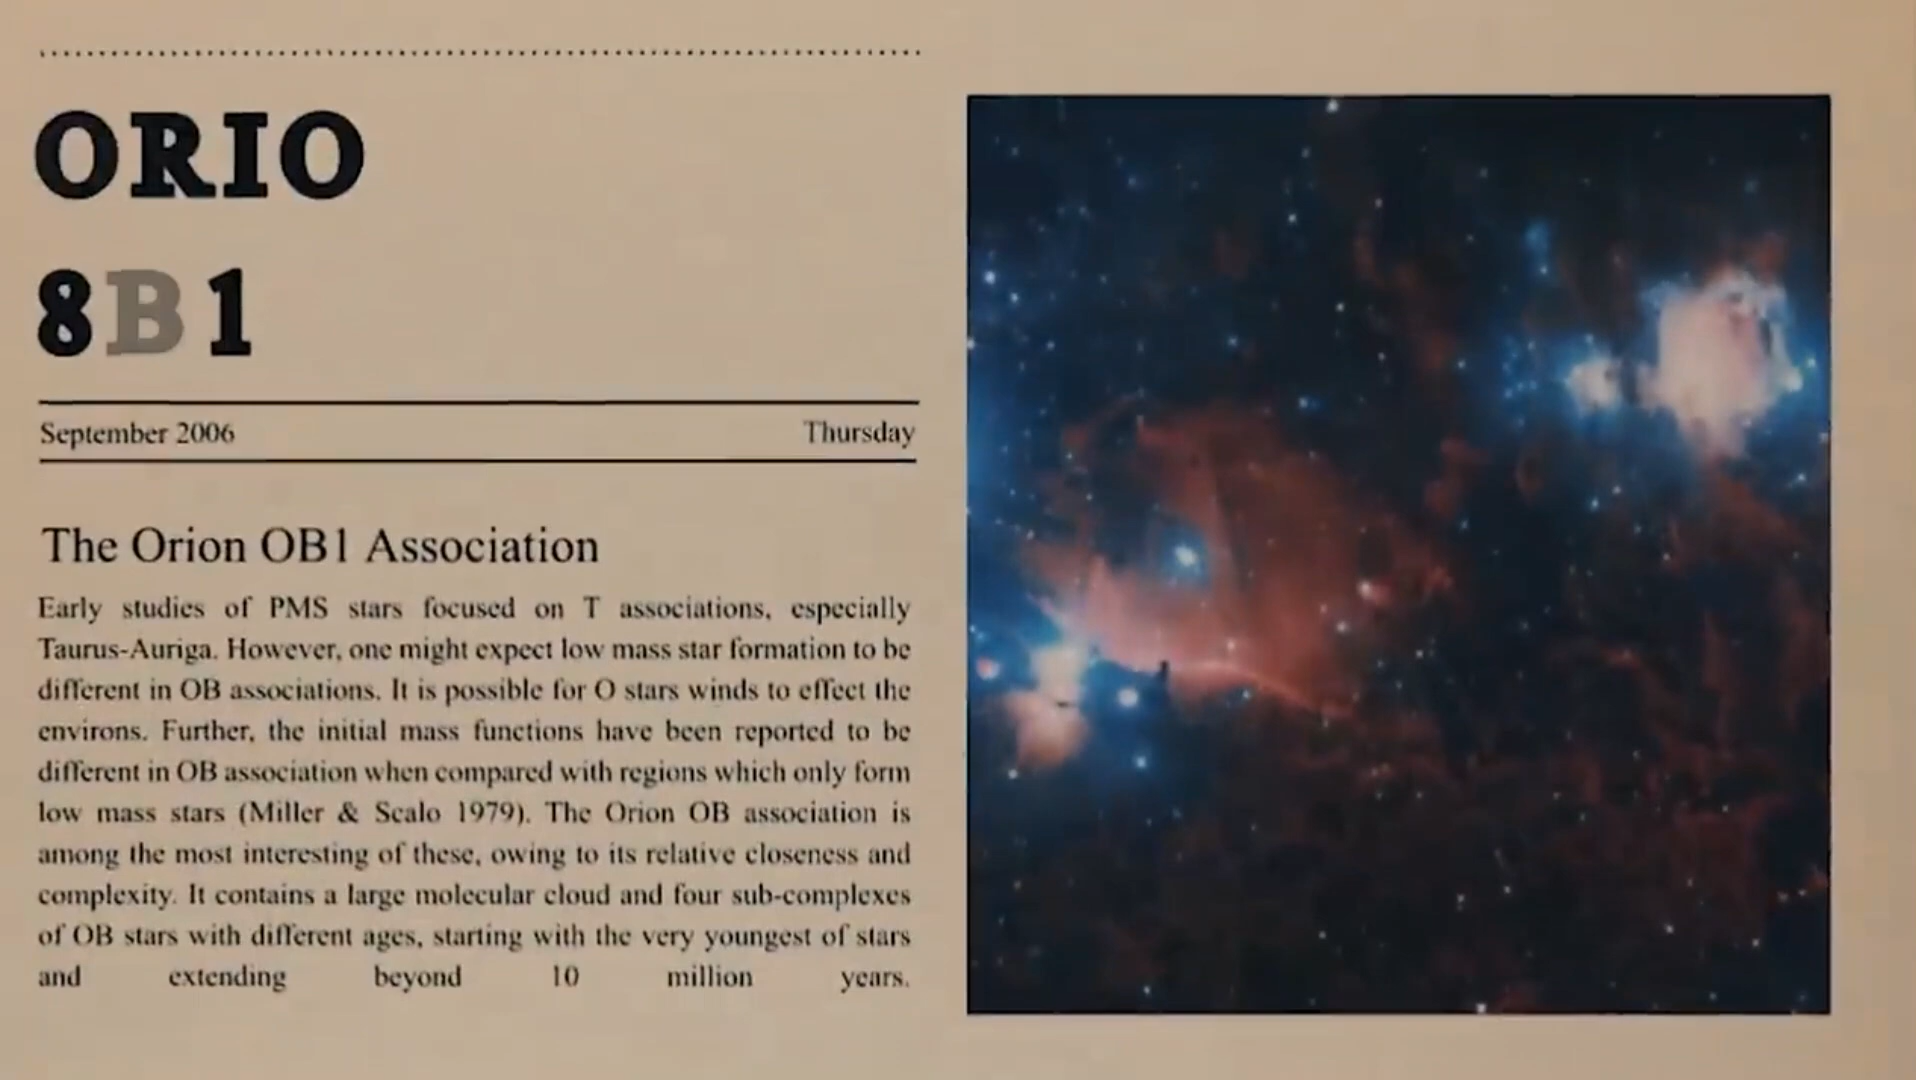 ORIO
8B1
September 2006 Thursday
The Orion OB1 Association
Early studies of PMS stars focused on T associations, especially
Taurus-Auriga. However, one might expect low mass star formation to be
different in OB associations. It is possible for O stars winds to effect the
environs. Further, the initial mass functions have been reported to be
different in OB association when compared with regions which only form
low mass stars (Miller & Scalo 1979). The Orion OB association is
among the most interesting of these, owing to its relative closeness and
complexity. It contains a large molecular cloud and four sub-complexes
of OB stars with different ages, starting with the very youngest of stars
and extending beyond 10 million years.